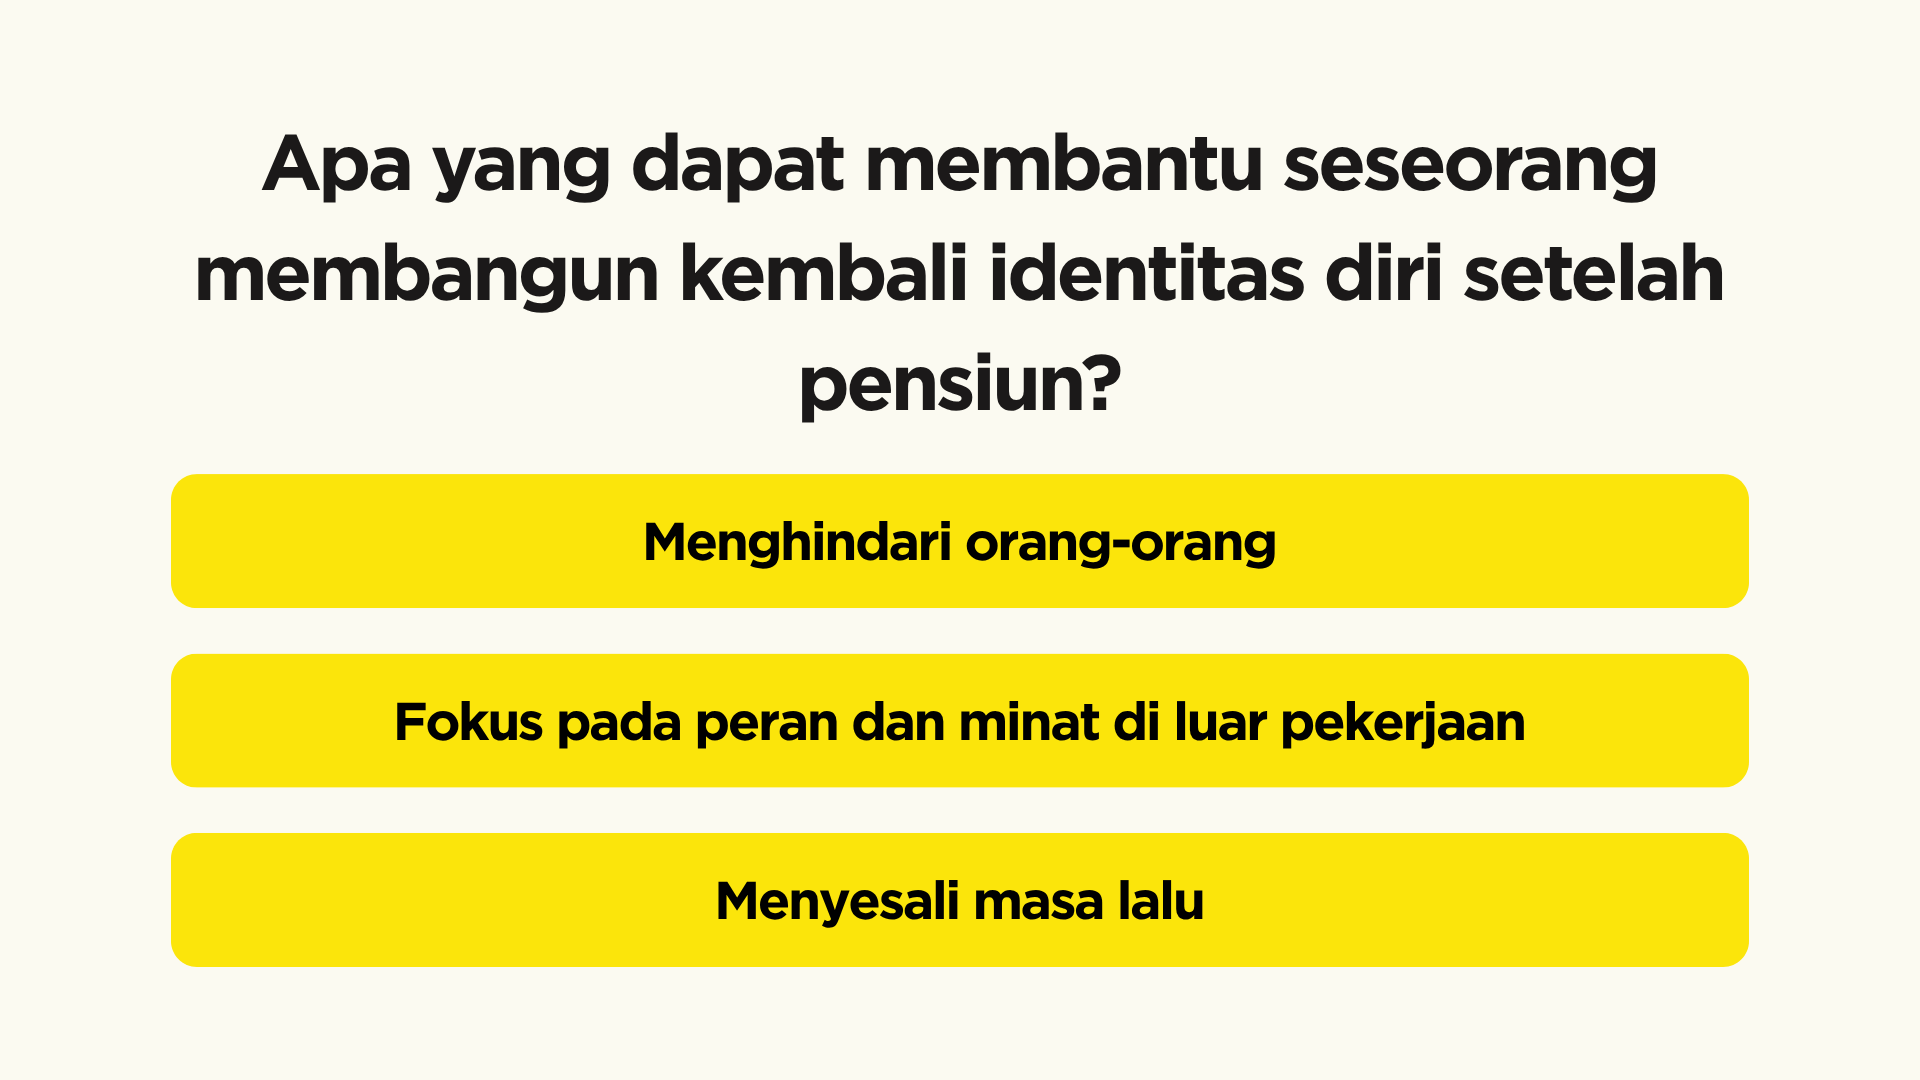 Apa yang dapat membantu seseorang
membangun kembali identitas diri setelah
pensiun?
Menghindari orang-orang
Fokus pada peran dan minat di luar pekerjaan
Menyesali masa lalu